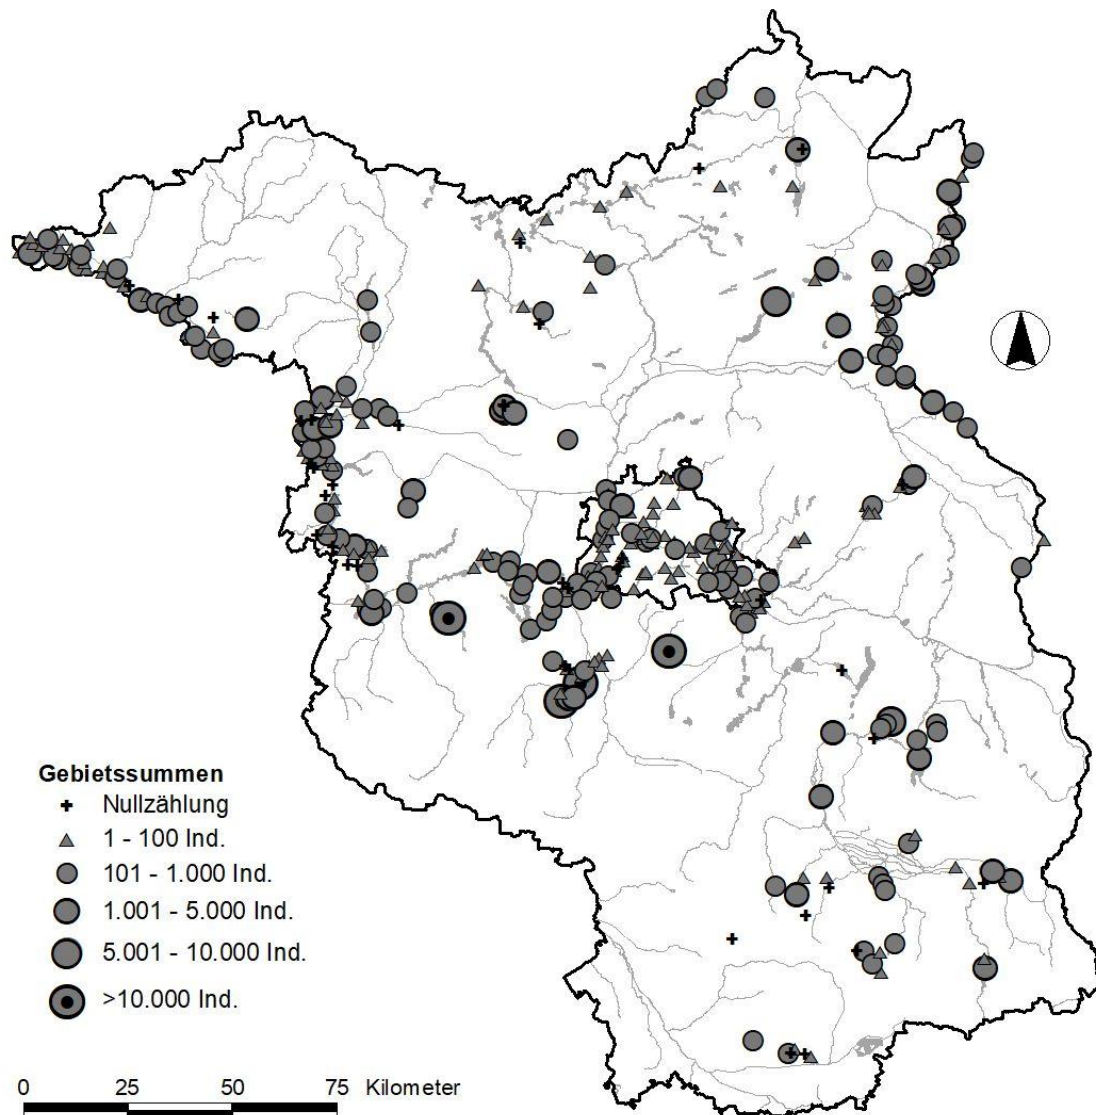 Gebietssummen
Nullzählung
1 - 100 Ind.
101 - 1.000 Ind.
1.001 - 5.000 Ind.
5.001 - 10.000 Ind.
>10.000 Ind.
0 25 50 75 Kilometer